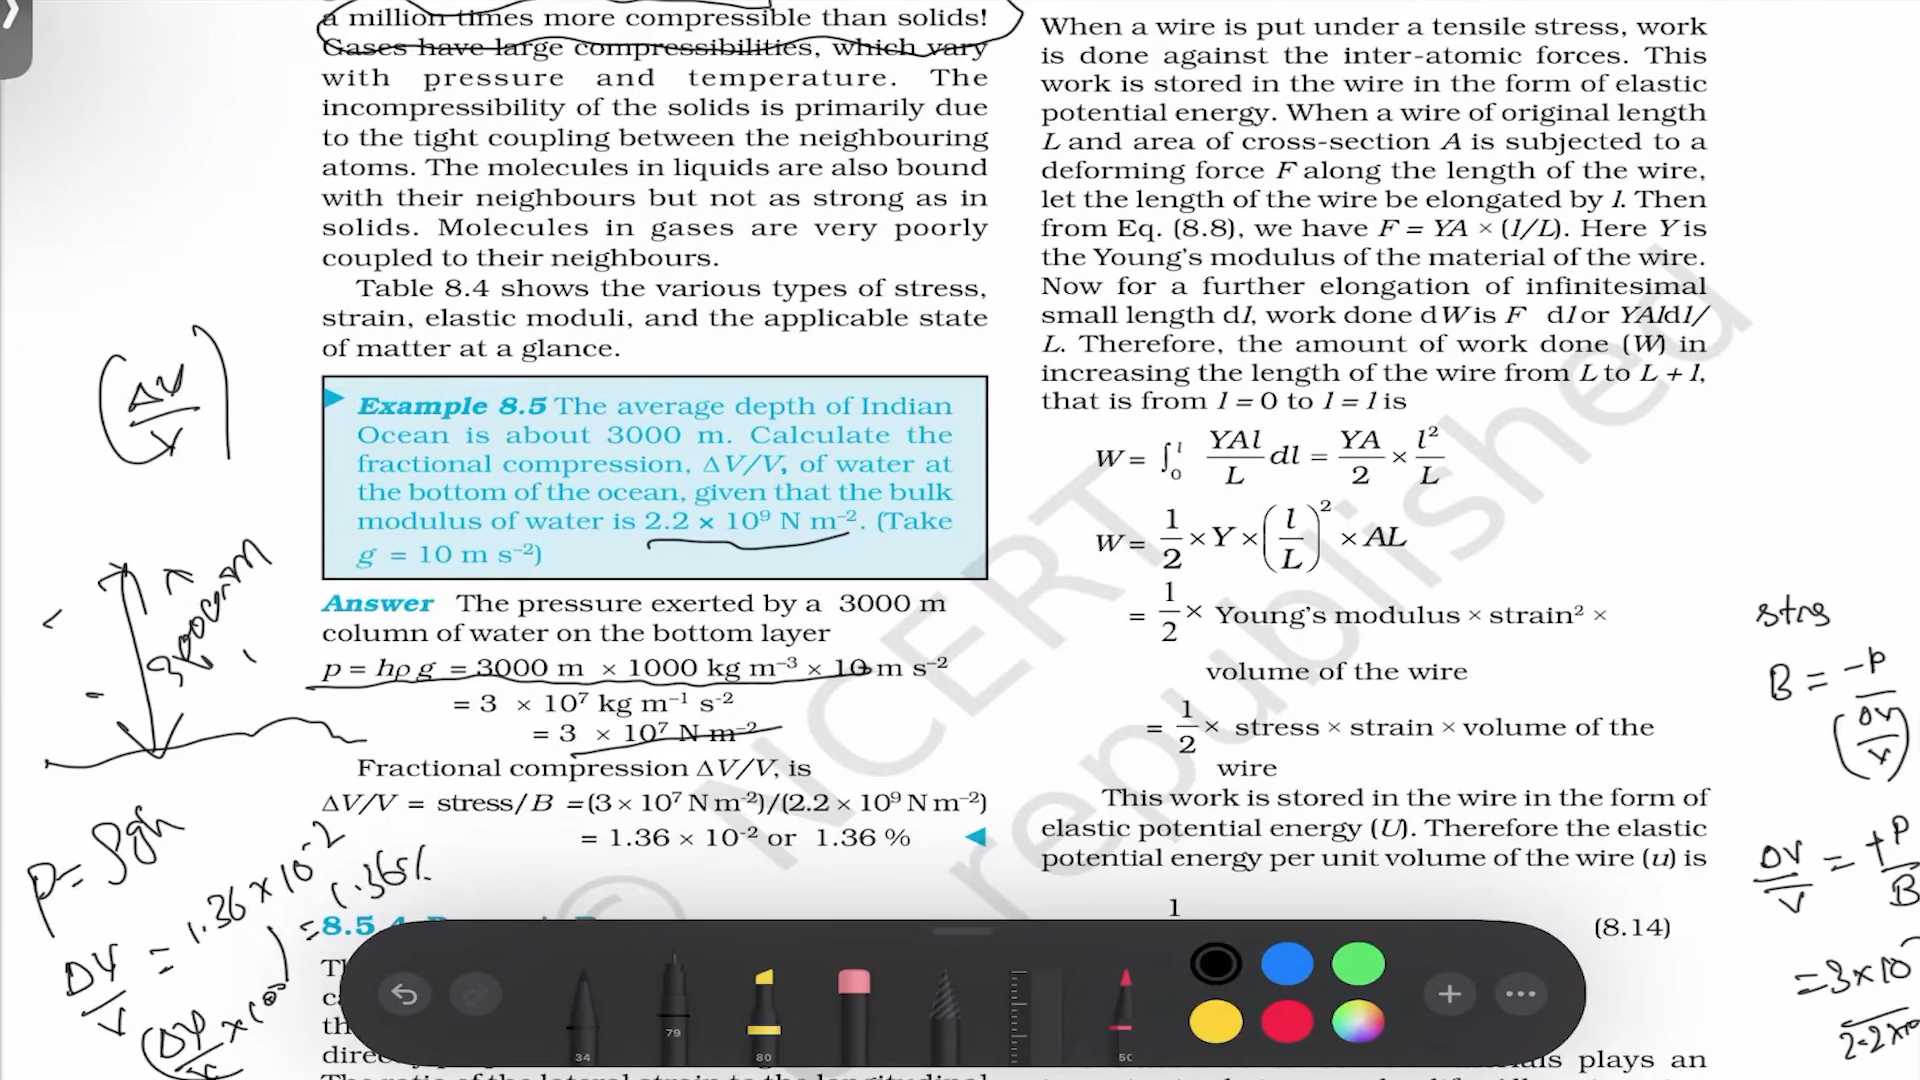 a million times more compressible than solids!
Gases have large compressibilities, which vary
with pressure and temperature. The
incompressibility of the solids is primarily due
to the tight coupling between the neighbouring
atoms. The molecules in liquids are also bound
with their neighbours but not as strong as in
solids. Molecules in gases are very poorly
coupled to their neighbours.
Table 8.4 shows the various types of stress,
strain, elastic moduli, and the applicable state
of matter at a glance.
Example 8.5 The average depth of Indian
Ocean is about 3000 m. Calculate the
fractional compression, ΔV/V, of water at
the bottom of the ocean, given that the bulk
modulus of water is 2.2 × 10⁹ N m⁻². (Take
g = 10 m s⁻²)
Answer The pressure exerted by a 3000 m
column of water on the bottom layer
p = hρ g = 3000 m × 1000 kg m⁻³ × 10 m s⁻²
= 3 × 10⁷ kg m⁻¹ s⁻²
= 3 × 10⁷ N m⁻²
Fractional compression ΔV/V, is
ΔV/V = stress/B = (3 × 10⁷ N m⁻²)/(2.2 × 10⁹ N m⁻²)
= 1.36 × 10⁻² or 1.36 %
8.5.4
When a wire is put under a tensile stress, work
is done against the inter-atomic forces. This
work is stored in the wire in the form of elastic
potential energy. When a wire of original length
L and area of cross-section A is subjected to a
deforming force F along the length of the wire,
let the length of the wire be elongated by l. Then
from Eq. (8.8), we have F = YA × (l/L). Here Y is
the Young's modulus of the material of the wire.
Now for a further elongation of infinitesimal
small length dl, work done dW is F dl or YAldl/
L. Therefore, the amount of work done (W) in
increasing the length of the wire from L to L + l,
that is from l = 0 to l = l is
W = ∫₀ˡ YAl/L dl = YA/2 × l²/L
W = 1/2 × Y × (l/L)² × AL
= 1/2 × Young's modulus × strain² ×
volume of the wire
= 1/2 × stress × strain × volume of the
wire
This work is stored in the wire in the form of
elastic potential energy (U). Therefore the elastic
potential energy per unit volume of the wire (u) is
1
(8.14)
plays an
(ΔV/V)
3000m
P = ρgh
ΔV/V = 1.36 × 10⁻²
= 1.36%
(ΔV/V × 100)
B = -P/(ΔV/V)
ΔV/V = +P/B
© NCERT
republished
34
79
80
50